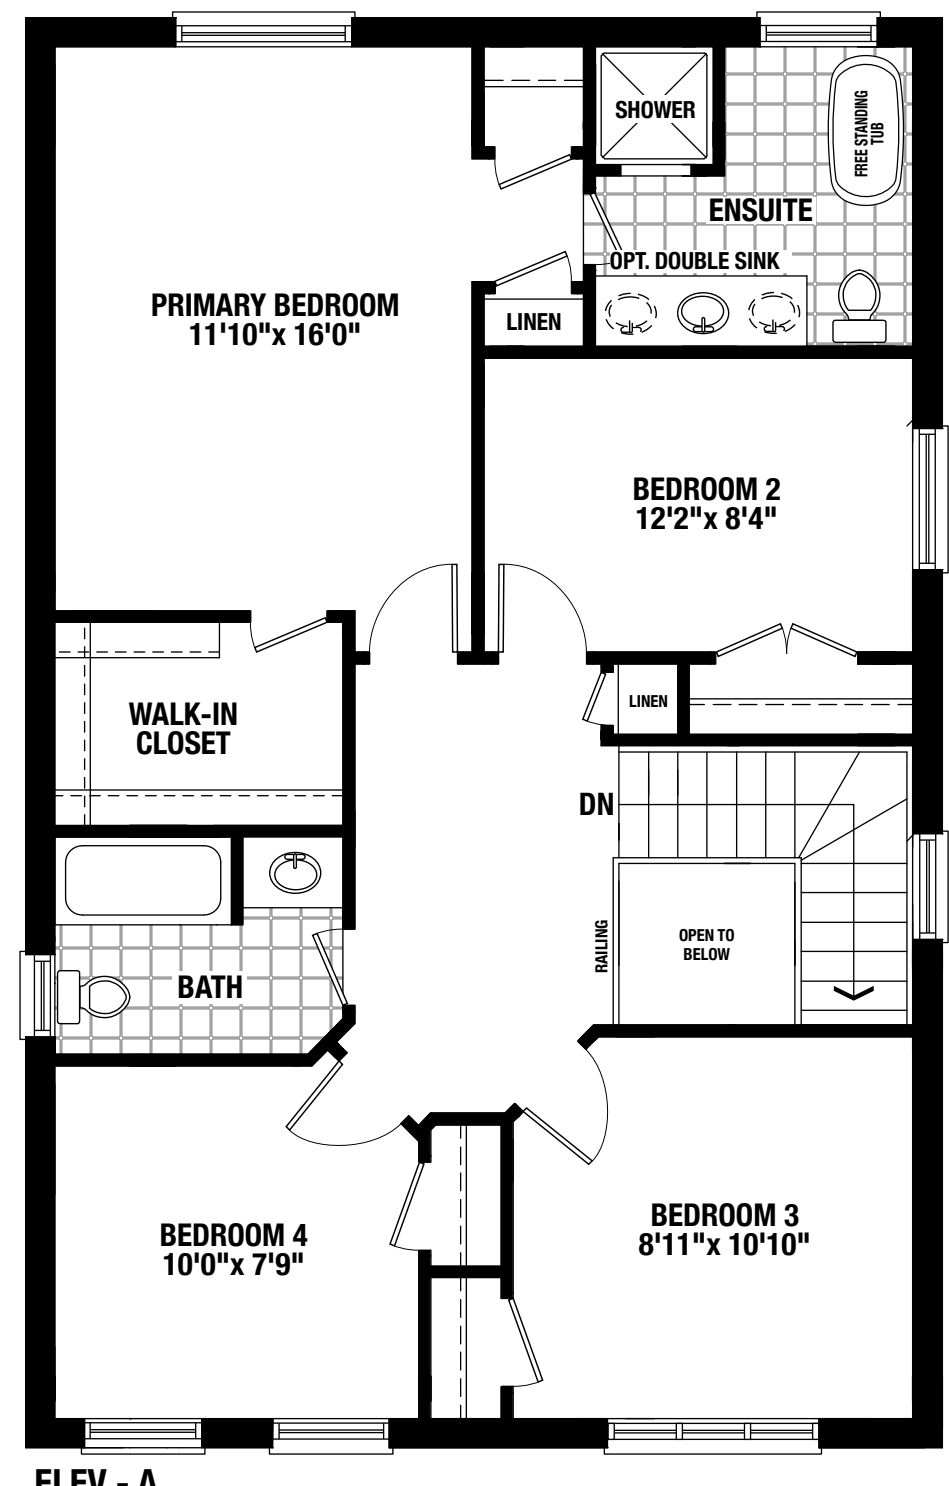 SHOWER
FREE STANDING
TUB
ENSUITE
OPT. DOUBLE SINK
PRIMARY BEDROOM
11'10"x 16'0"
LINEN
BEDROOM 2
12'2"x 8'4"
WALK-IN
CLOSET
LINEN
DN
RAILING
OPEN TO
BELOW
BATH
BEDROOM 3
8'11"x 10'10"
BEDROOM 4
10'0"x 7'9"
ELEV - A